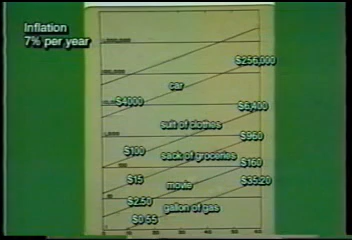 Inflation
7% per year
$256,000
car
$4000
$6,400
suit of clothes
$960
$100
sack of groceries
$160
$15
movie
$35.20
$2.50
gallon of gas
$0.55